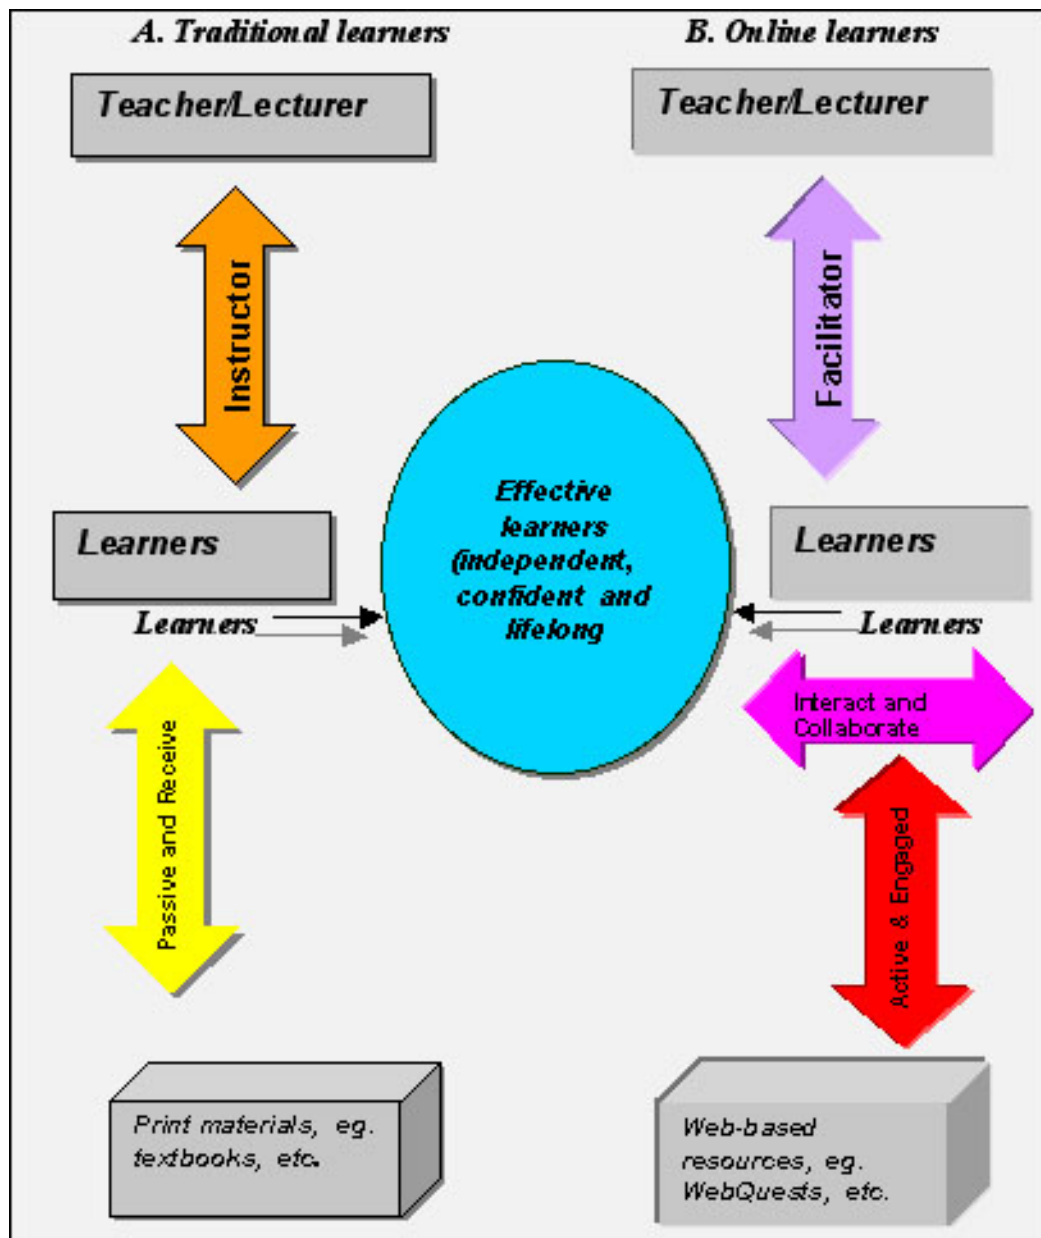 A. Traditional learners
Teacher/Lecturer
Instructor
Learners
Learners
Passive and Receive
Print materials, eg.
textbooks, etc.
Effective
learners
(independent,
confident and
lifelong
B. Online learners
Teacher/Lecturer
Facilitator
Learners
Learners
Interact and
Collaborate
Active & Engaged
Web-based
resources, eg.
WebQuests, etc.